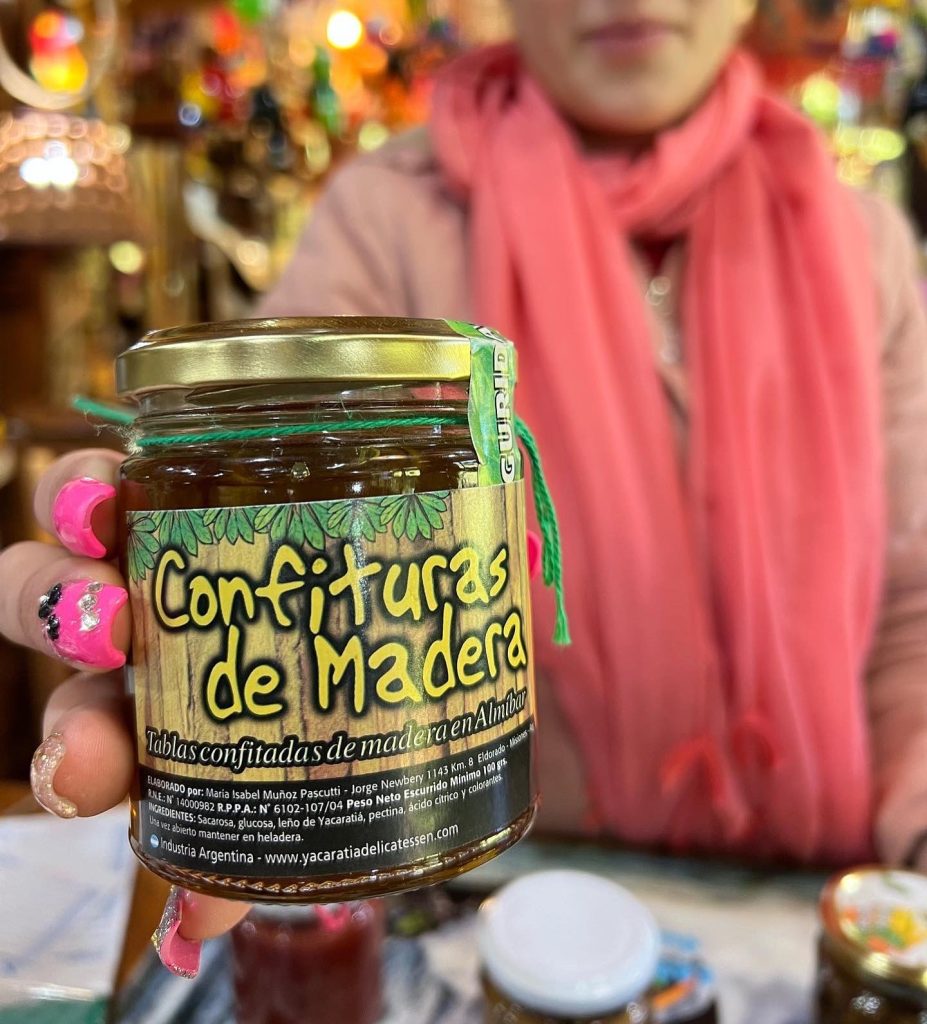 GURID
Confituras
de Madera
Tablas confitadas de madera en Almíbar
ELABORADO por: Maria Isabel Muñoz Pascutti - Jorge Newbery 1143 Km. 8 Eldorado - Misiones -
R.N.E.: N° 14000982 R.P.P.A.: N° 6102-107/04 Peso Neto Escurrido Mínimo 100 grs.
INGREDIENTES: Sacarosa, glucosa, leño de Yacaratiá, pectina, ácido cítrico y colorantes.
Una vez abierto mantener en heladera.
Industria Argentina - www.yacaratiadelicatessen.com